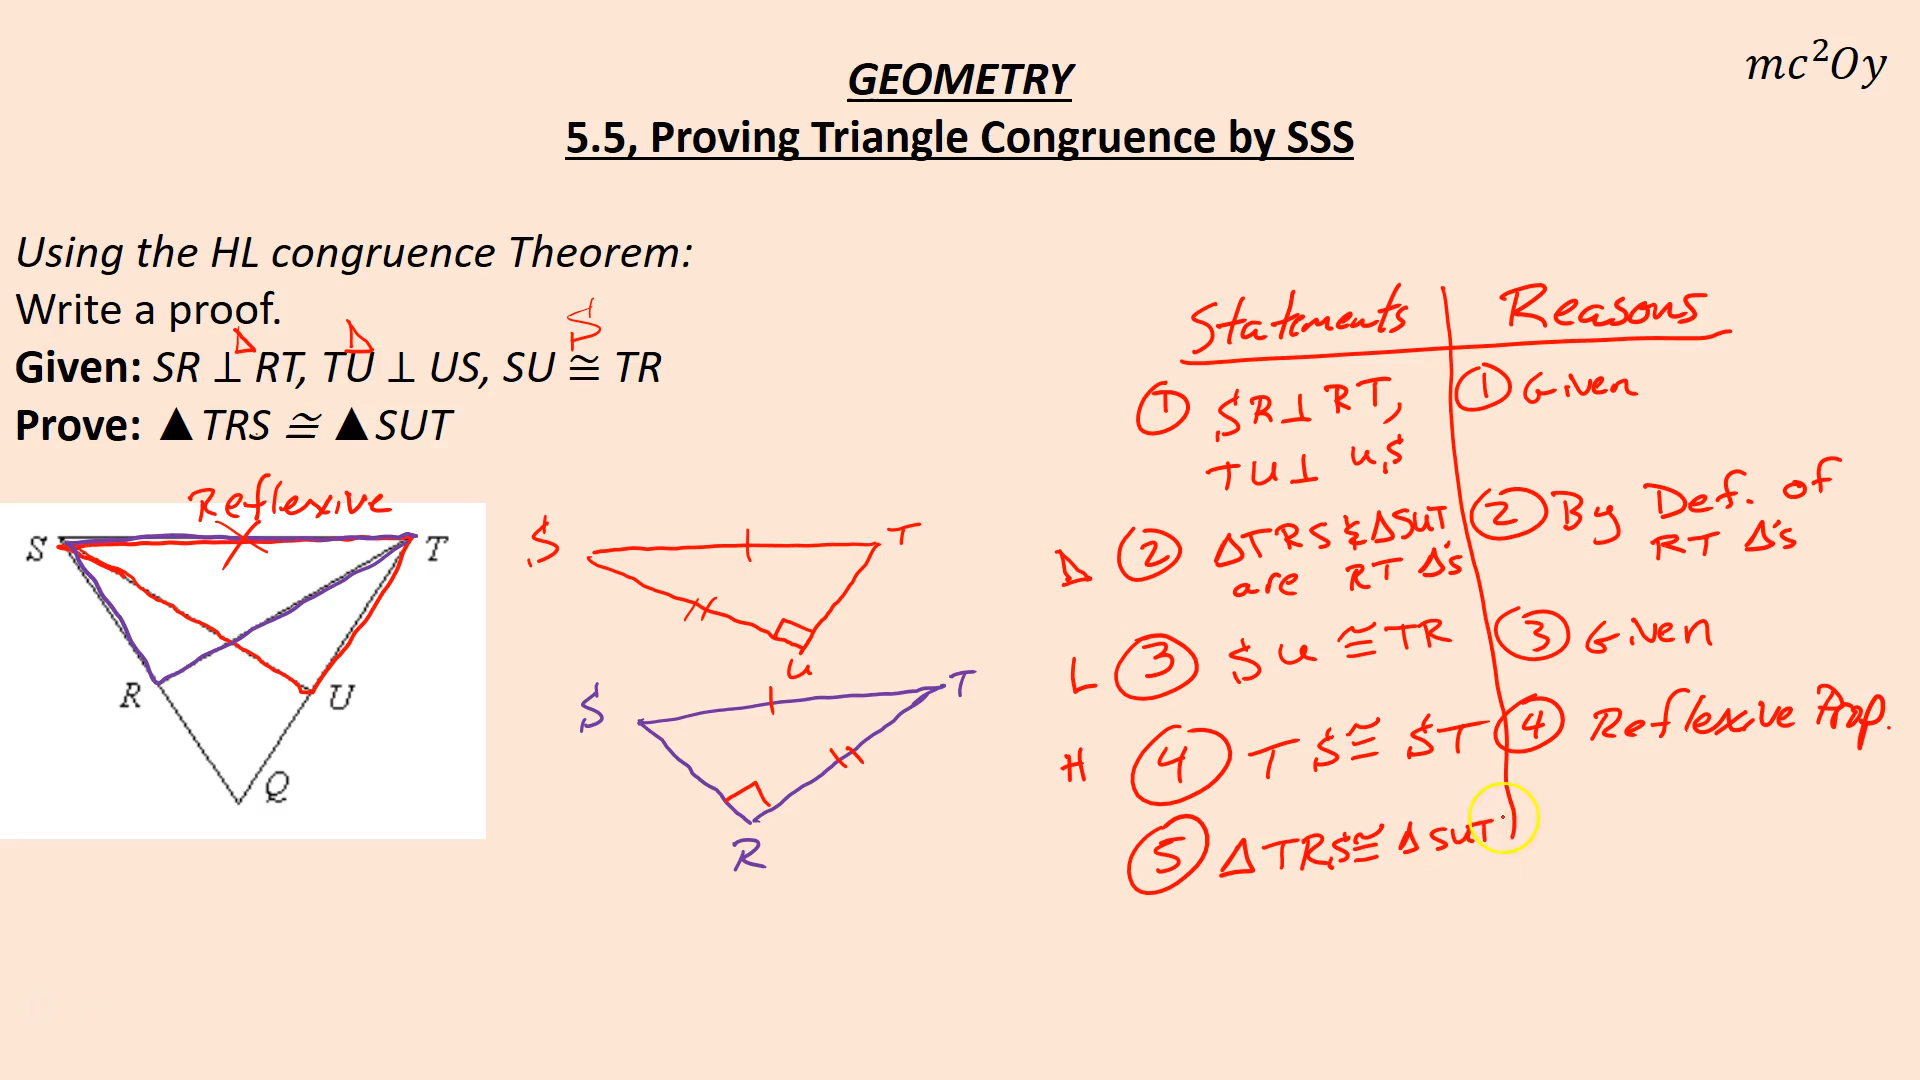 mc²Oy
GEOMETRY
5.5, Proving Triangle Congruence by SSS
Using the HL congruence Theorem:
Write a proof.
Given: SR ⊥ RT, TU ⊥ US, SU ≅ TR
Prove: ▲TRS ≅ ▲SUT
S
Reflexive
S T
R U
Q
S T
U
S T
R
Statements Reasons
① SR ⊥ RT, ① Given
TU ⊥ US
② ΔTRS & ΔSUT ② By Def. of
are RT Δ's RT Δ's
L ③ SU ≅ TR ③ Given
H ④ TS ≅ ST ④ Reflexive Prop.
⑤ ΔTRS ≅ ΔSUT